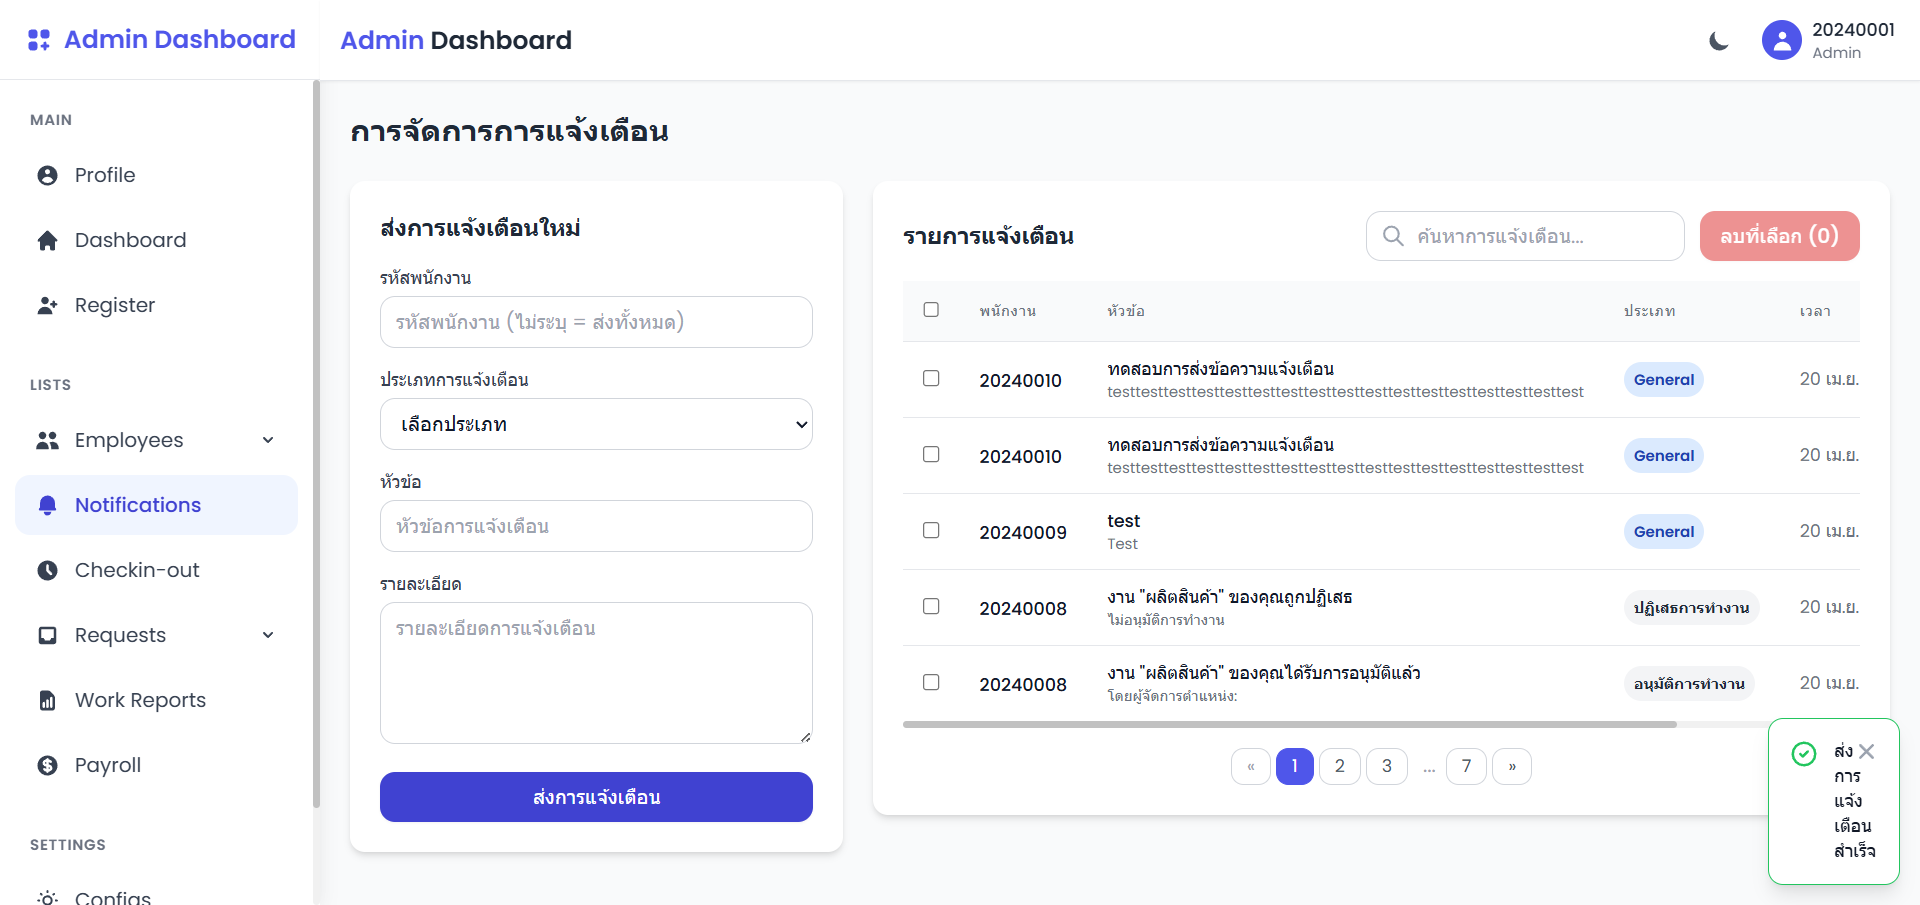 Admin Dashboard
Admin Dashboard
20240001
Admin
MAIN
Profile
Dashboard
Register
LISTS
Employees
Notifications
Checkin-out
Requests
Work Reports
Payroll
SETTINGS
Configs
การจัดการการแจ้งเตือน
ส่งการแจ้งเตือนใหม่
รหัสพนักงาน
รหัสพนักงาน (ไม่ระบุ = ส่งทั้งหมด)
ประเภทการแจ้งเตือน
เลือกประเภท
หัวข้อ
หัวข้อการแจ้งเตือน
รายละเอียด
รายละเอียดการแจ้งเตือน
ส่งการแจ้งเตือน
รายการแจ้งเตือน
ค้นหาการแจ้งเตือน...
ลบที่เลือก (0)
พนักงาน หัวข้อ ประเภท เวลา
20240010 ทดสอบการส่งข้อความแจ้งเตือน General 20 เม.ย.
testtesttesttesttesttesttesttesttesttesttesttesttesttesttesttesttest
20240010 ทดสอบการส่งข้อความแจ้งเตือน General 20 เม.ย.
testtesttesttesttesttesttesttesttesttesttesttesttesttesttesttesttest
20240009 test General 20 เม.ย.
Test
20240008 งาน "ผลิตสินค้า" ของคุณถูกปฏิเสธ ปฏิเสธการทำงาน 20 เม.ย.
ไม่อนุมัติการทำงาน
20240008 งาน "ผลิตสินค้า" ของคุณได้รับการอนุมัติแล้ว อนุมัติการทำงาน 20 เม.ย.
โดยผู้จัดการตำแหน่ง:
« 1 2 3 ... 7 »
ส่ง
การ
แจ้ง
เตือน
สำเร็จ